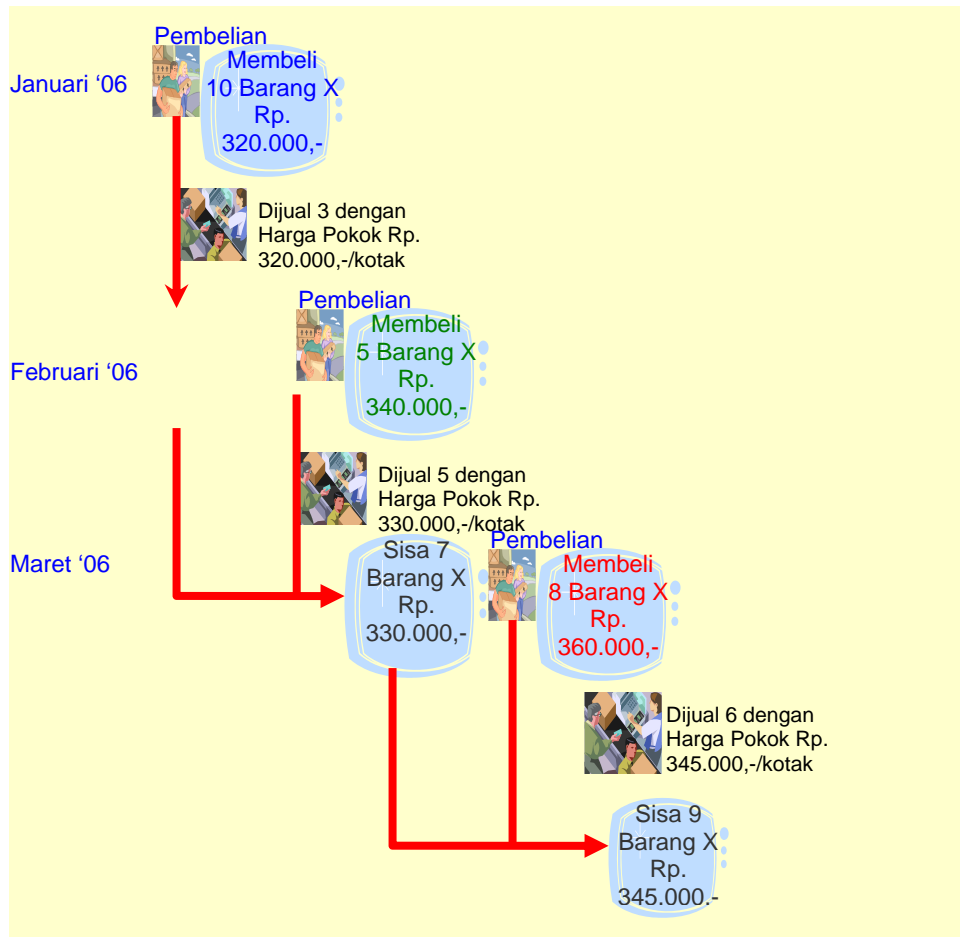 Pembelian
Januari ‘06
Membeli
10 Barang X
Rp.
320.000,-
Dijual 3 dengan
Harga Pokok Rp.
320.000,-/kotak
Pembelian
Februari ‘06
Membeli
5 Barang X
Rp.
340.000,-
Dijual 5 dengan
Harga Pokok Rp.
330.000,-/kotak
Maret ‘06
Sisa 7
Barang X
Rp.
330.000,-
Pembelian
Membeli
8 Barang X
Rp.
360.000,-
Dijual 6 dengan
Harga Pokok Rp.
345.000,-/kotak
Sisa 9
Barang X
Rp.
345.000.-